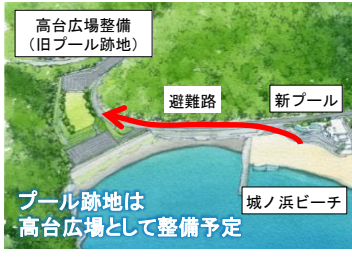 高台広場整備
（旧プール跡地）
避難路
新プール
城ノ浜ビーチ
プール跡地は
高台広場として整備予定